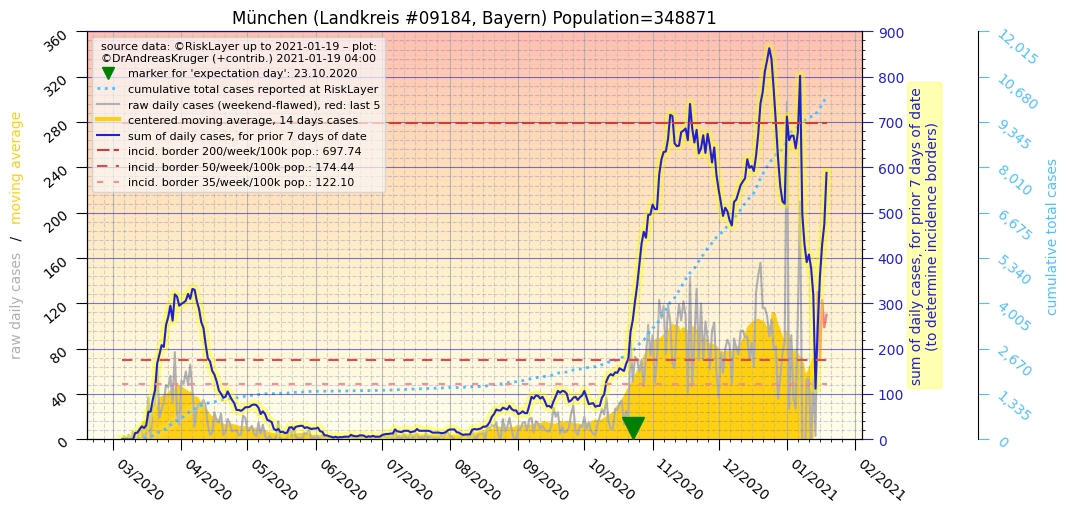 München (Landkreis #09184, Bayern) Population=348871
source data: ©RiskLayer up to 2021-01-19 – plot:
©DrAndreasKruger (+contrib.) 2021-01-19 04:00
marker for 'expectation day': 23.10.2020
cumulative total cases reported at RiskLayer
raw daily cases (weekend-flawed), red: last 5
centered moving average, 14 days cases
sum of daily cases, for prior 7 days of date
incid. border 200/week/100k pop.: 697.74
incid. border 50/week/100k pop.: 174.44
incid. border 35/week/100k pop.: 122.10
raw daily cases / moving average
360
320
280
240
200
160
120
80
40
0
900
800
700
600
500
400
300
200
100
0
sum of daily cases, for prior 7 days of date
(to determine incidence borders)
12,015
10,680
9,345
8,010
6,675
5,340
4,005
2,670
1,335
0
cumulative total cases
03/2020
04/2020
05/2020
06/2020
07/2020
08/2020
09/2020
10/2020
11/2020
12/2020
01/2021
02/2021